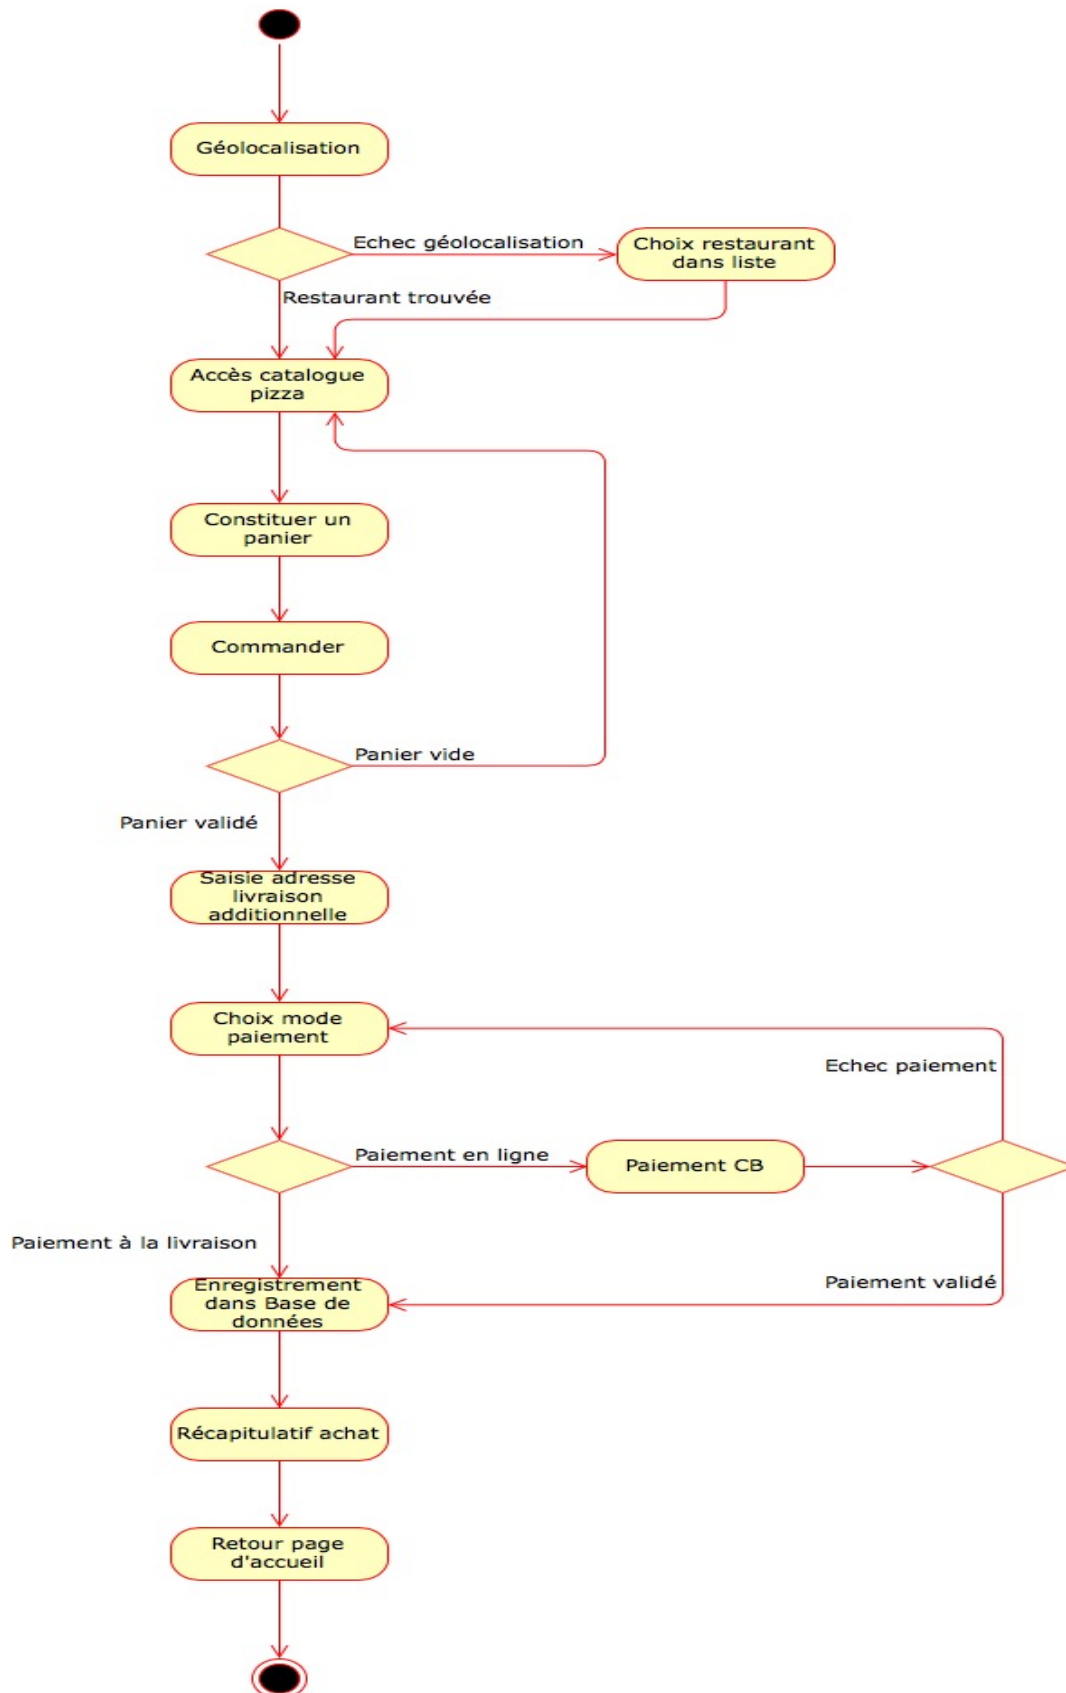 Géolocalisation
Echec géolocalisation
Choix restaurant
dans liste
Restaurant trouvée
Accès catalogue
pizza
Constituer un
panier
Commander
Panier vide
Panier validé
Saisie adresse
livraison
additionnelle
Choix mode
paiement
Echec paiement
Paiement en ligne
Paiement CB
Paiement à la livraison
Enregistrement
dans Base de
données
Paiement validé
Récapitulatif achat
Retour page
d'accueil